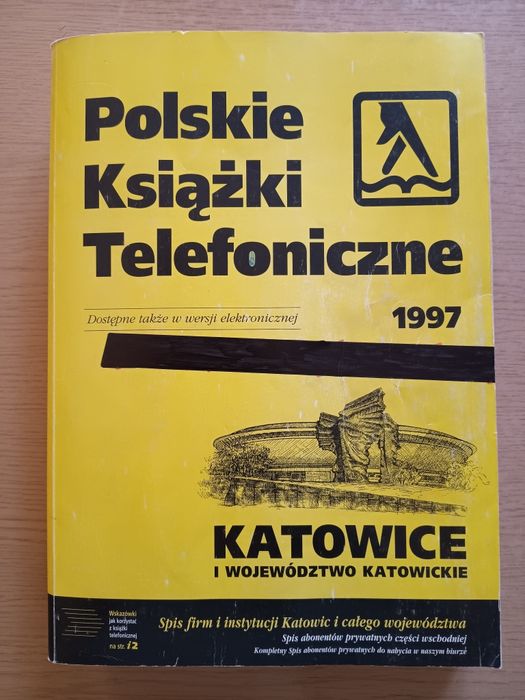 Polskie
Książki
Telefoniczne
Dostępne także w wersji elektronicznej
1997
KATOWICE
I WOJEWÓDZTWO KATOWICKIE
Wskazówki
jak korzystać
z książki
telefonicznej
na str. i2
Spis firm i instytucji Katowic i całego województwa
Spis abonentów prywatnych części wschodniej
Kompletny Spis abonentów prywatnych do nabycia w naszym biurze